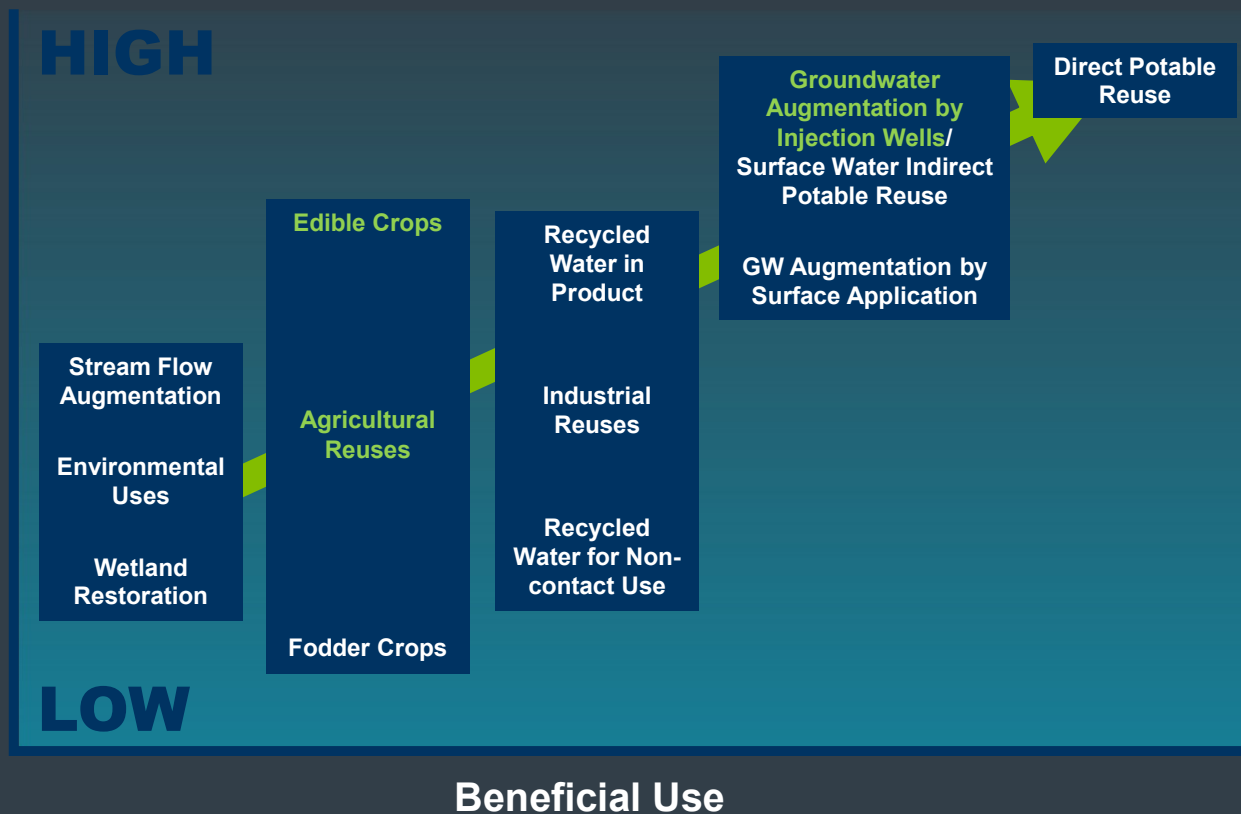 HIGH
Stream Flow
Augmentation
Environmental
Uses
Wetland
Restoration
Edible Crops
Agricultural
Reuses
Fodder Crops
Recycled
Water in
Product
Industrial
Reuses
Recycled
Water for Non-
contact Use
Groundwater
Augmentation by
Injection Wells/
Surface Water Indirect
Potable Reuse
GW Augmentation by
Surface Application
Direct Potable
Reuse
LOW
Beneficial Use